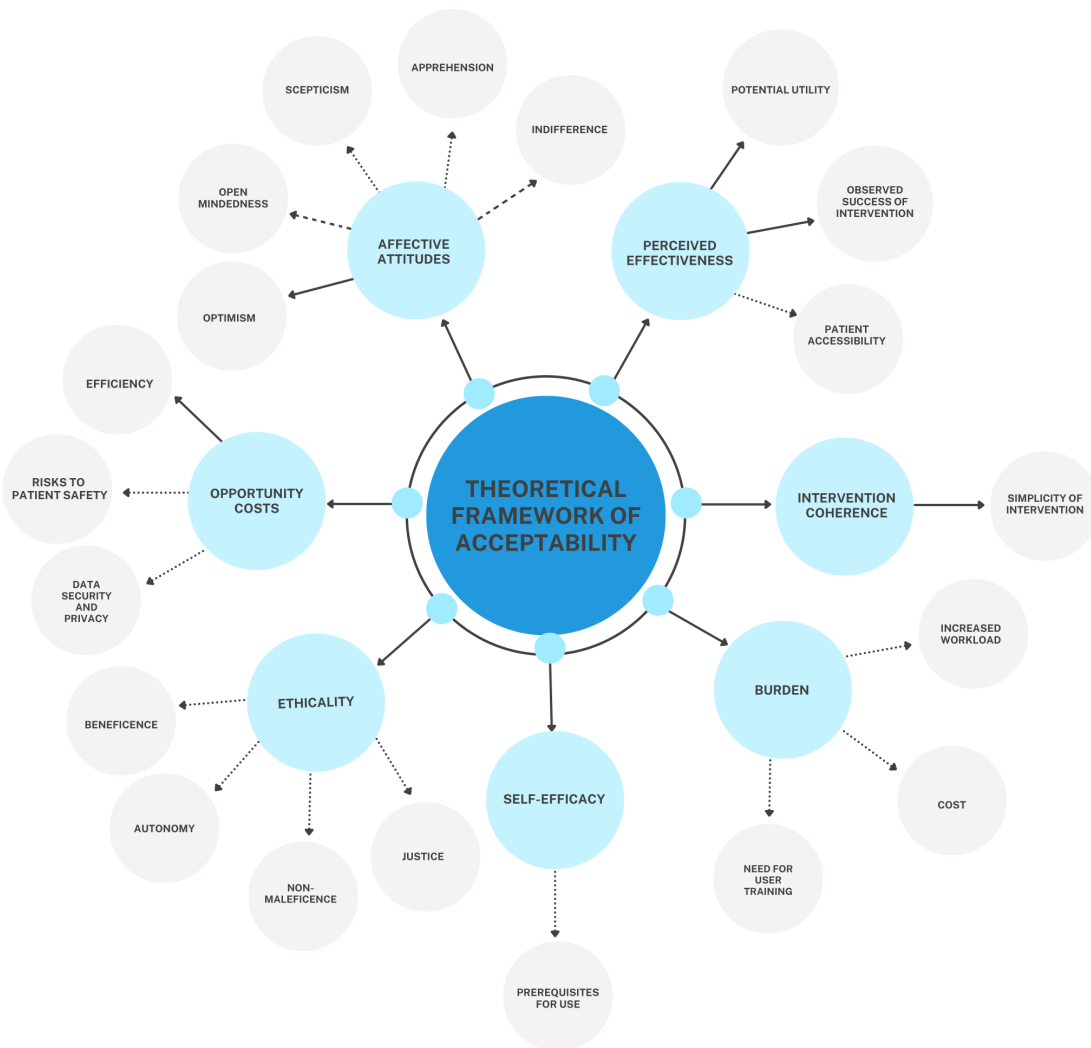 APPREHENSION
SCEPTICISM
POTENTIAL UTILITY
INDIFFERENCE
OPEN
MINDEDNESS
OBSERVED
SUCCESS OF
INTERVENTION
AFFECTIVE
ATTITUDES
PERCEIVED
EFFECTIVENESS
OPTIMISM
PATIENT
ACCESSIBILITY
EFFICIENCY
RISKS TO
PATIENT SAFETY
OPPORTUNITY
COSTS
THEORETICAL
FRAMEWORK OF
ACCEPTABILITY
INTERVENTION
COHERENCE
SIMPLICITY OF
INTERVENTION
DATA
SECURITY
AND
PRIVACY
INCREASED
WORKLOAD
ETHICALITY
BURDEN
BENEFICENCE
SELF-EFFICACY
COST
AUTONOMY
JUSTICE
NON-
MALEFICENCE
NEED FOR
USER
TRAINING
PREREQUISITES
FOR USE